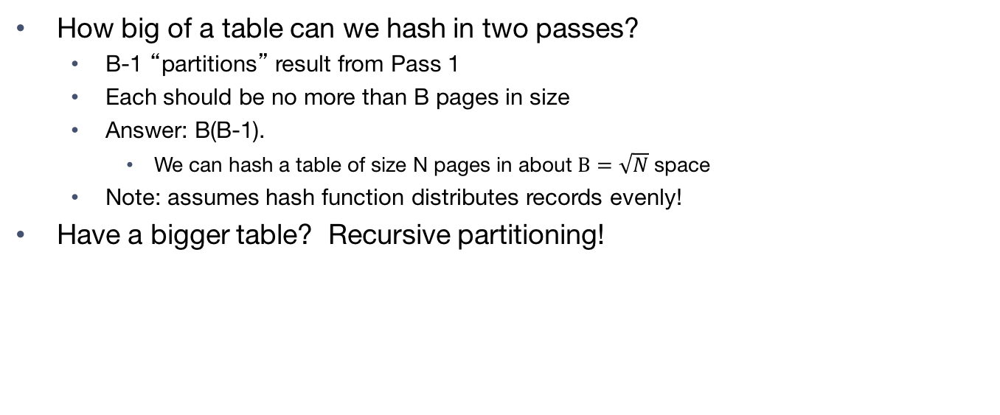 • How big of a table can we hash in two passes?
• B-1 “partitions” result from Pass 1
• Each should be no more than B pages in size
• Answer: B(B-1).
• We can hash a table of size N pages in about B = √N space
• Note: assumes hash function distributes records evenly!
• Have a bigger table? Recursive partitioning!